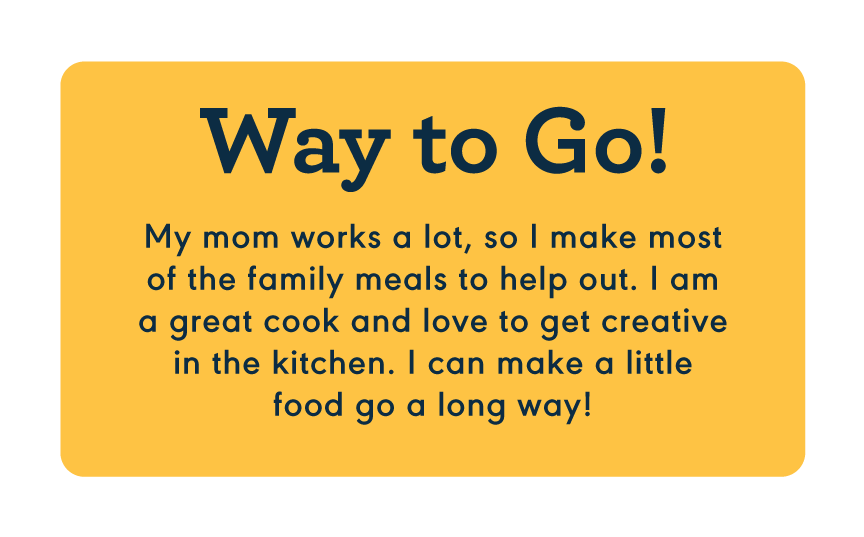 Way to Go!
My mom works a lot, so I make most
of the family meals to help out. I am
a great cook and love to get creative
in the kitchen. I can make a little
food go a long way!